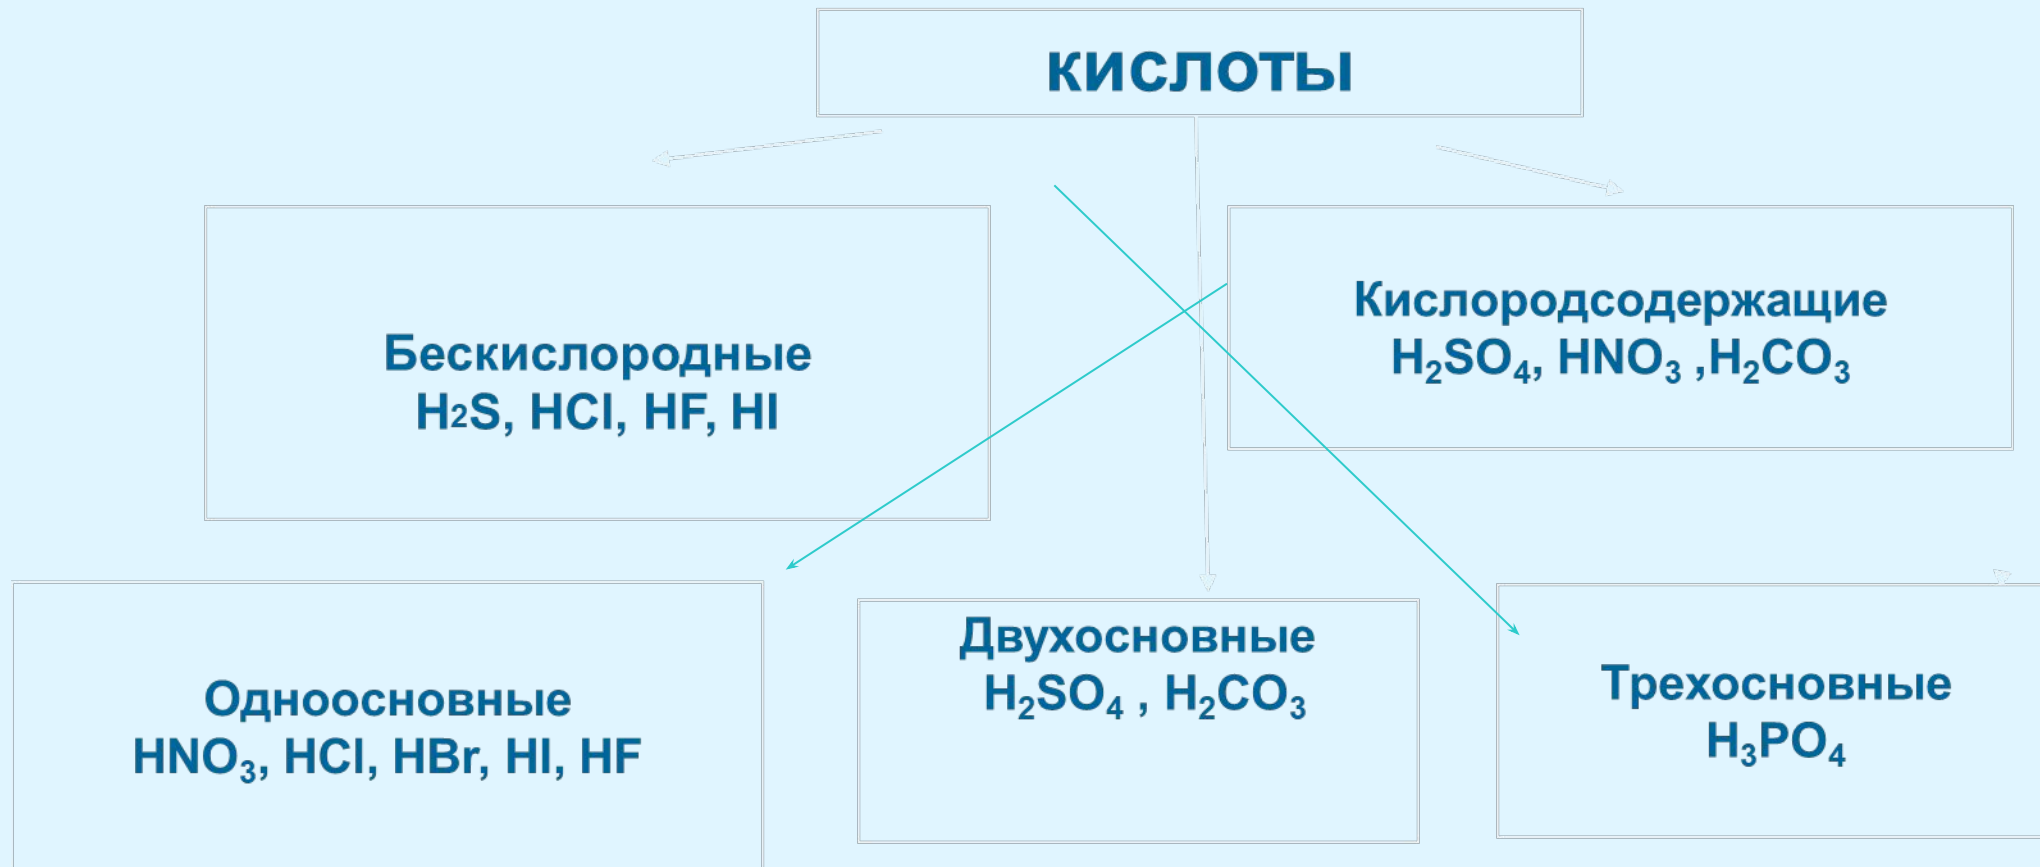 кислоты
Бескислородные
H2S, HCl, HF, HI
Кислородсодержащие
H₂SO₄, HNO₃ ,H₂CO₃
Одноосновные
HNO₃, HCl, HBr, HI, HF
Двухосновные
H₂SO₄ , H₂CO₃
Трехосновные
H₃PO₄